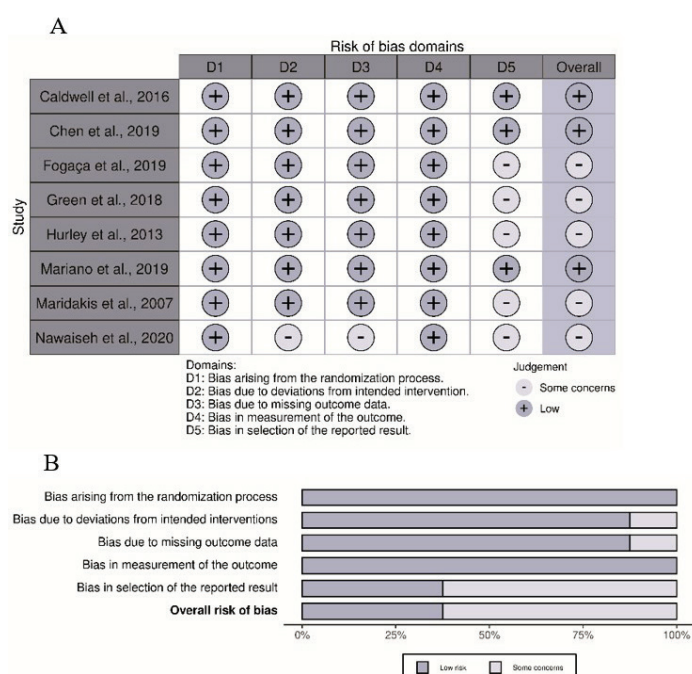 A
Risk of bias domains
D1 D2 D3 D4 D5 Overall
Study
Caldwell et al., 2016 + + + + + +
Chen et al., 2019 + + + + + +
Fogaça et al., 2019 + + + + - -
Green et al., 2018 + + + + - -
Hurley et al., 2013 + + + + - -
Mariano et al., 2019 + + + + + +
Maridakis et al., 2007 + + + + - -
Nawaiseh et al., 2020 + - - + - -
Domains:
D1: Bias arising from the randomization process.
D2: Bias due to deviations from intended intervention.
D3: Bias due to missing outcome data.
D4: Bias in measurement of the outcome.
D5: Bias in selection of the reported result.
Judgement
- Some concerns
+ Low
B
Bias arising from the randomization process
Bias due to deviations from intended interventions
Bias due to missing outcome data
Bias in measurement of the outcome
Bias in selection of the reported result
Overall risk of bias
0% 25% 50% 75% 100%
Low risk Some concerns